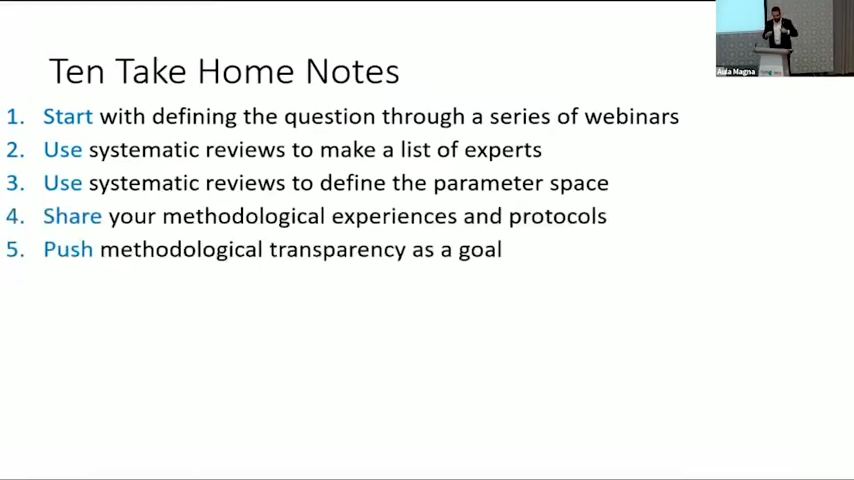 Ten Take Home Notes
1. Start with defining the question through a series of webinars
2. Use systematic reviews to make a list of experts
3. Use systematic reviews to define the parameter space
4. Share your methodological experiences and protocols
5. Push methodological transparency as a goal
Aula Magna